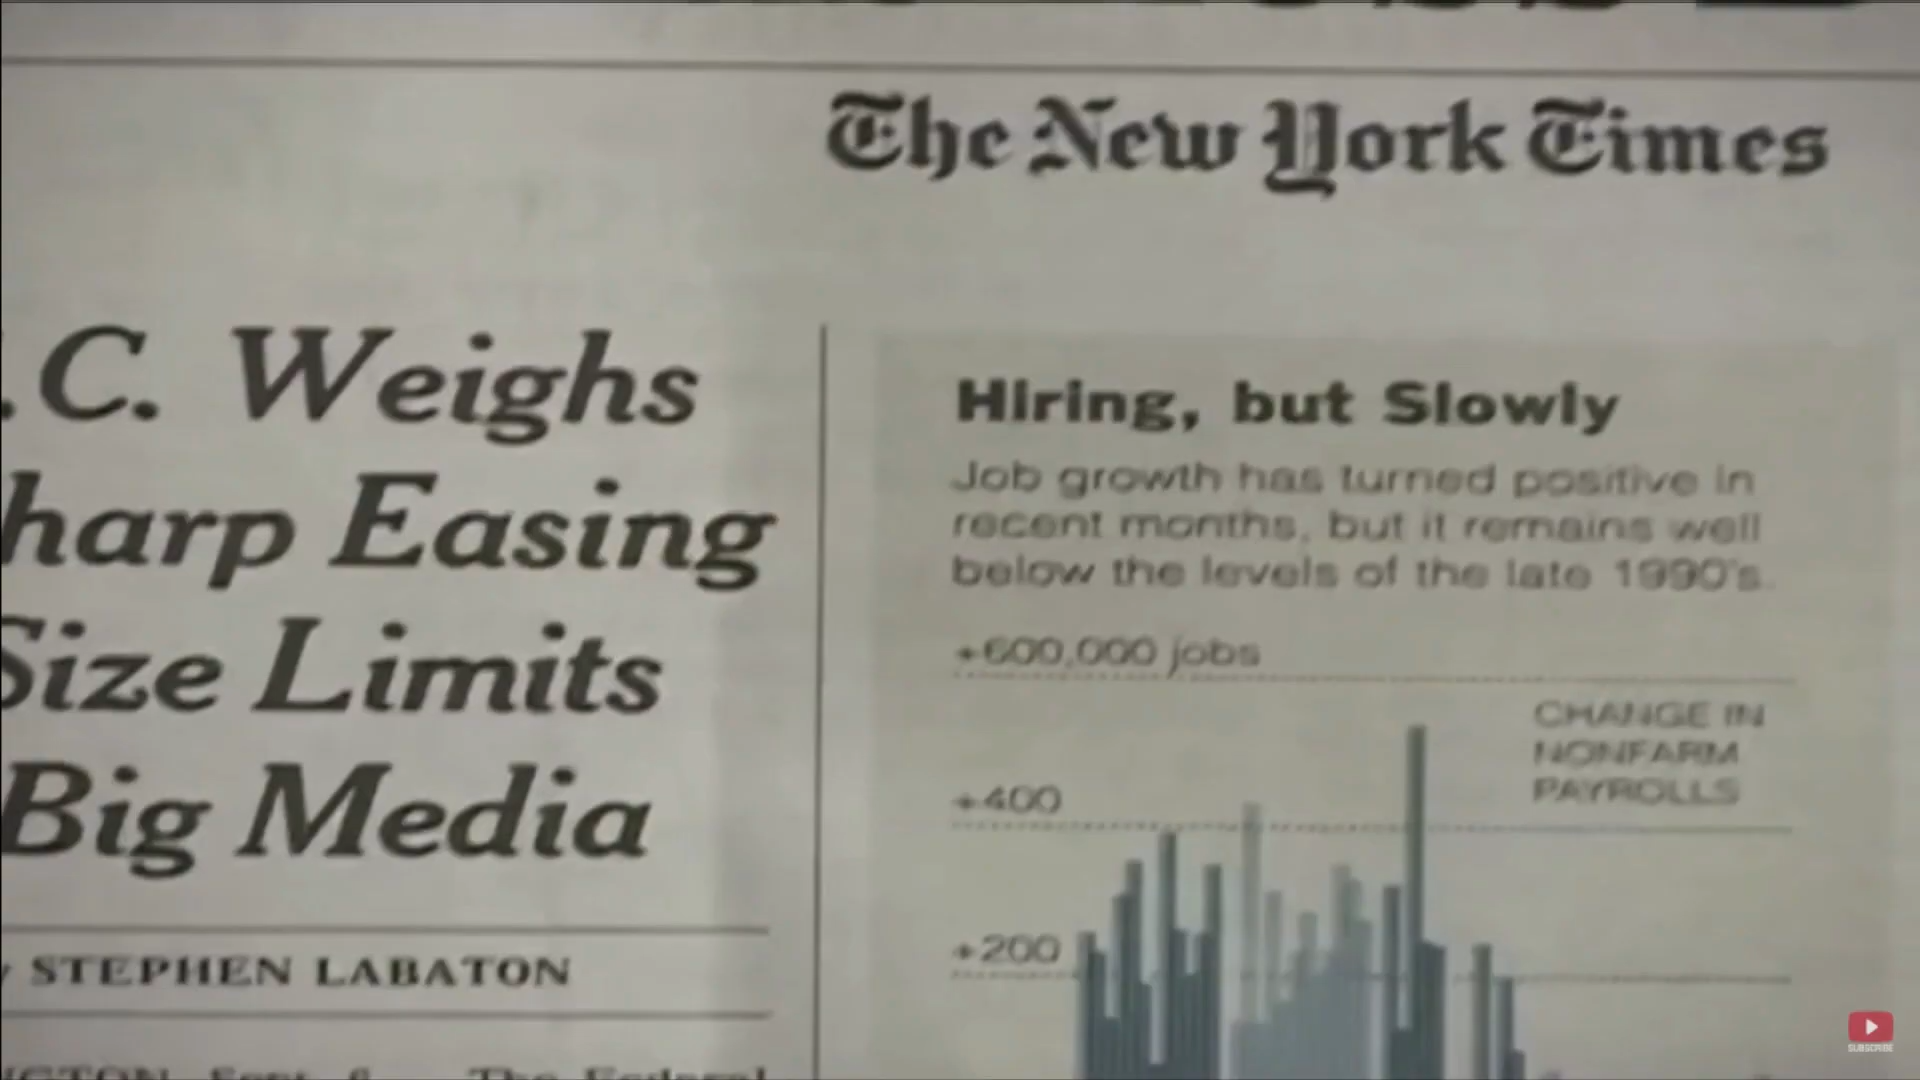 The New York Times
.C. Weighs
harp Easing
Size Limits
Big Media
STEPHEN LABATON
Hiring, but Slowly
Job growth has turned positive in
recent months, but it remains well
below the levels of the late 1990's.
+600,000 jobs
CHANGE IN
NONFARM
PAYROLLS
+400
+200
SUBSCRIBE